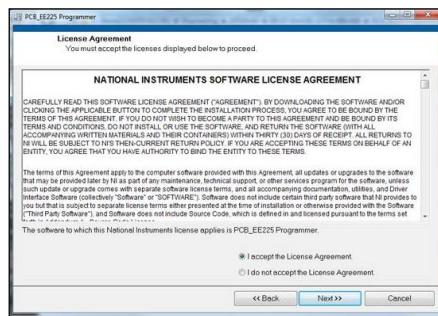 PCB_EE225 Programmer
License Agreement
You must accept the licenses displayed below to proceed.
NATIONAL INSTRUMENTS SOFTWARE LICENSE AGREEMENT
CAREFULLY READ THIS SOFTWARE LICENSE AGREEMENT ("AGREEMENT"). BY DOWNLOADING THE SOFTWARE AND/OR
CLICKING THE APPLICABLE BUTTON TO COMPLETE THE INSTALLATION PROCESS, YOU AGREE TO BE BOUND BY THE
TERMS OF THIS AGREEMENT. IF YOU DO NOT WISH TO BECOME A PARTY TO THIS AGREEMENT AND BE BOUND BY ITS
TERMS AND CONDITIONS, DO NOT INSTALL OR USE THE SOFTWARE, AND RETURN THE SOFTWARE (WITH ALL
ACCOMPANYING WRITTEN MATERIALS AND THEIR CONTAINERS) WITHIN THIRTY (30) DAYS OF RECEIPT. ALL RETURNS TO
NI WILL BE SUBJECT TO NI'S THEN-CURRENT RETURN POLICY. IF YOU ARE ACCEPTING THESE TERMS ON BEHALF OF AN
ENTITY, YOU AGREE THAT YOU HAVE AUTHORITY TO BIND THE ENTITY TO THESE TERMS.
The terms of this Agreement apply to the computer software provided with this Agreement, all updates or upgrades to the software
that may be provided later by NI as part of any maintenance, technical support, or other services program for the software, unless
such update or upgrade comes with separate software license terms, and all accompanying documentation, utilities, and Driver
Interface Software (collectively "Software" or "SOFTWARE"). Software does not include certain third party software that NI provides to
you but that is subject to separate license terms either presented at the time of installation or otherwise provided with the Software
("Third Party Software"); and Software does not include Source Code, which is defined in and licensed pursuant to the terms set
The software to which this National Instruments license applies is PCB_EE225 Programmer.
I accept the License Agreement.
I do not accept the License Agreement.
<< Back
Next >>
Cancel